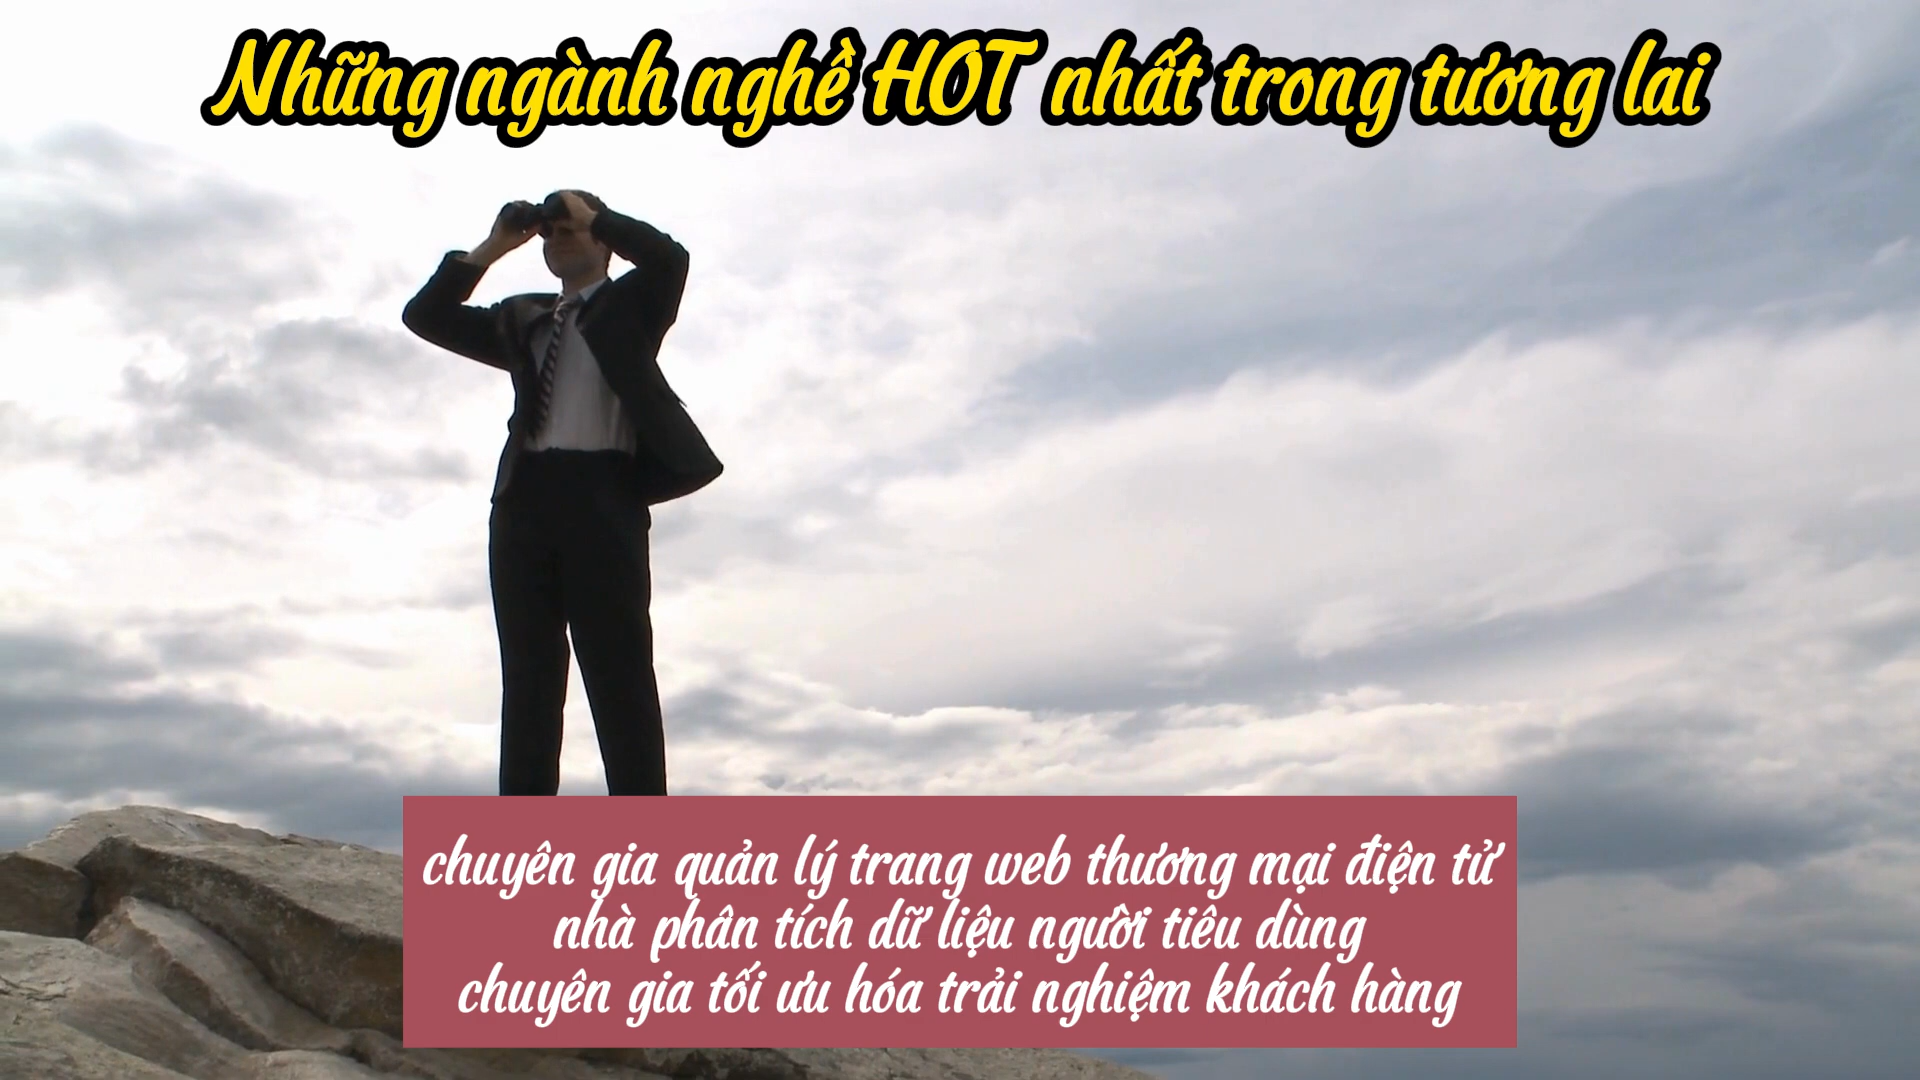 Những ngành nghề HOT nhất trong tương lai
chuyên gia quản lý trang web thương mại điện tử
nhà phân tích dữ liệu người tiêu dùng
chuyên gia tối ưu hóa trải nghiệm khách hàng